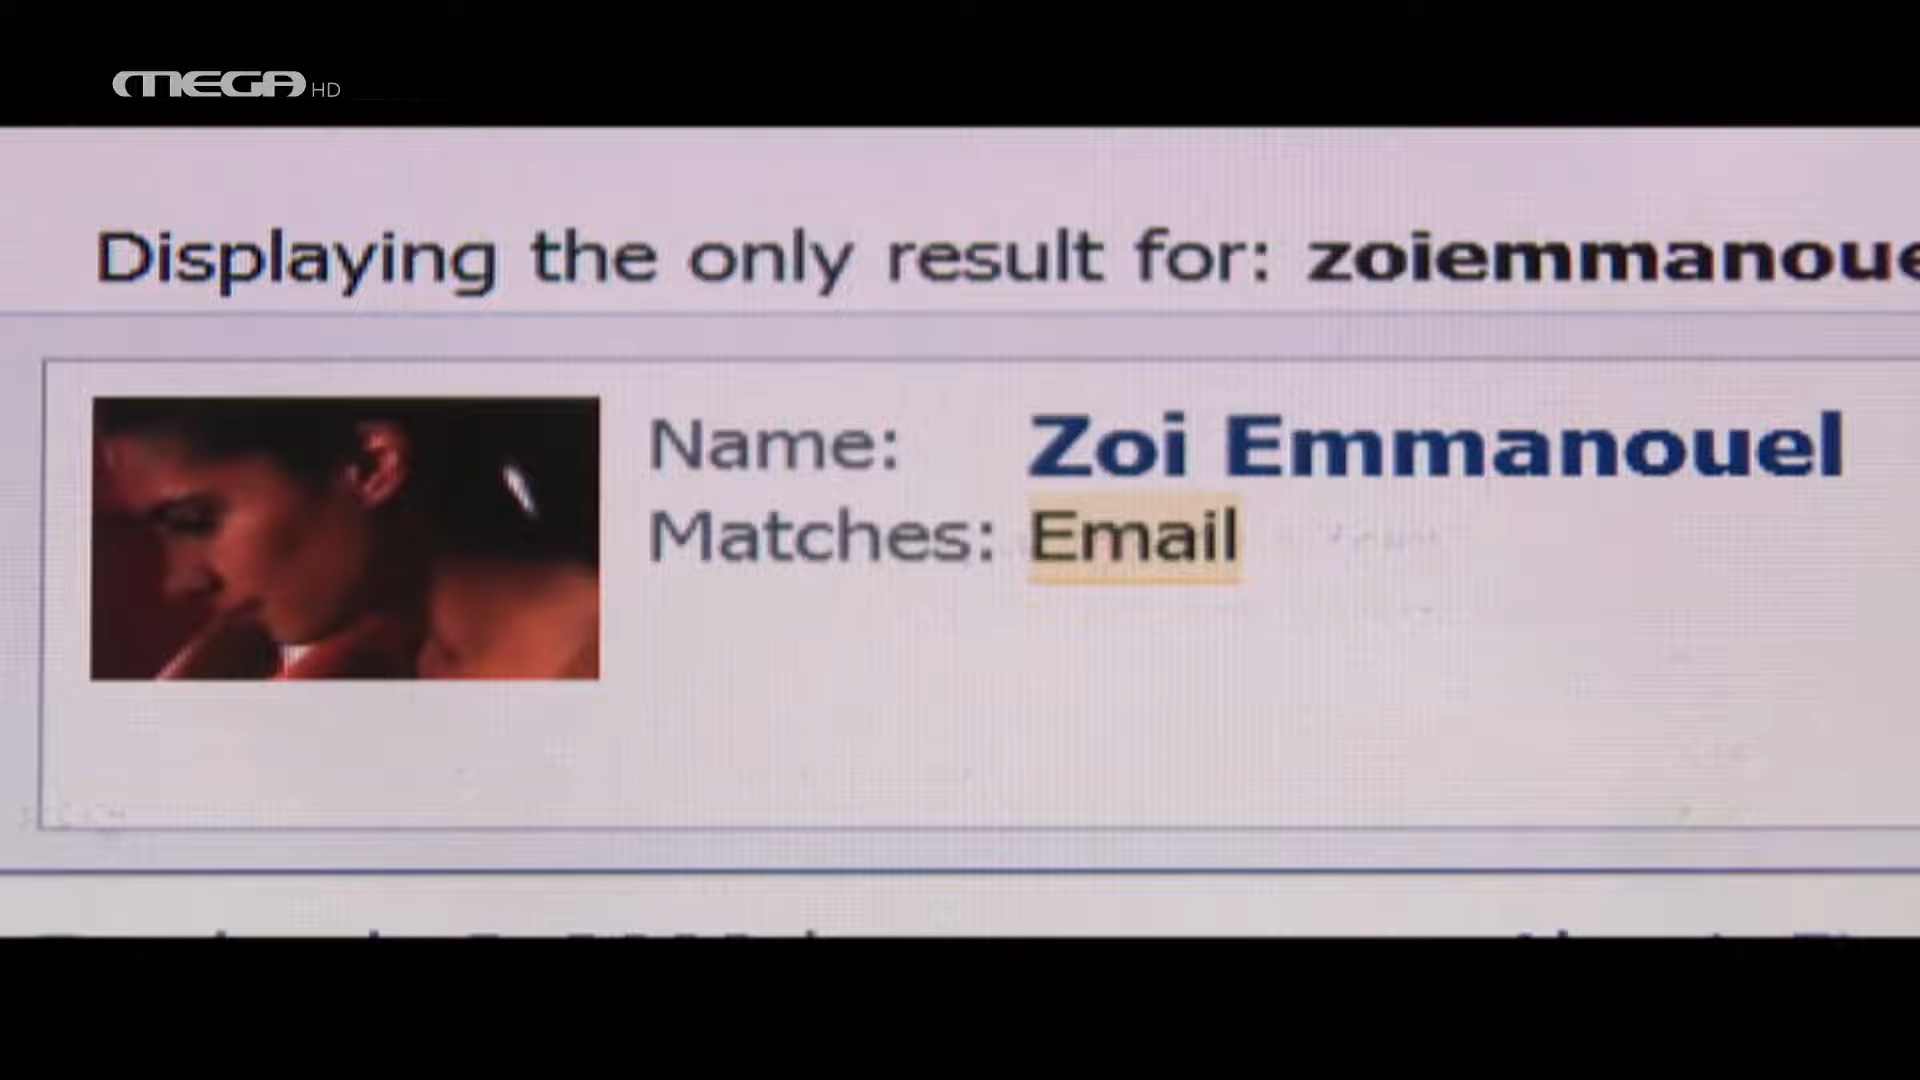 MEGA HD
Displaying the only result for: zoiemmanoue
Name: Zoi Emmanouel
Matches: Email